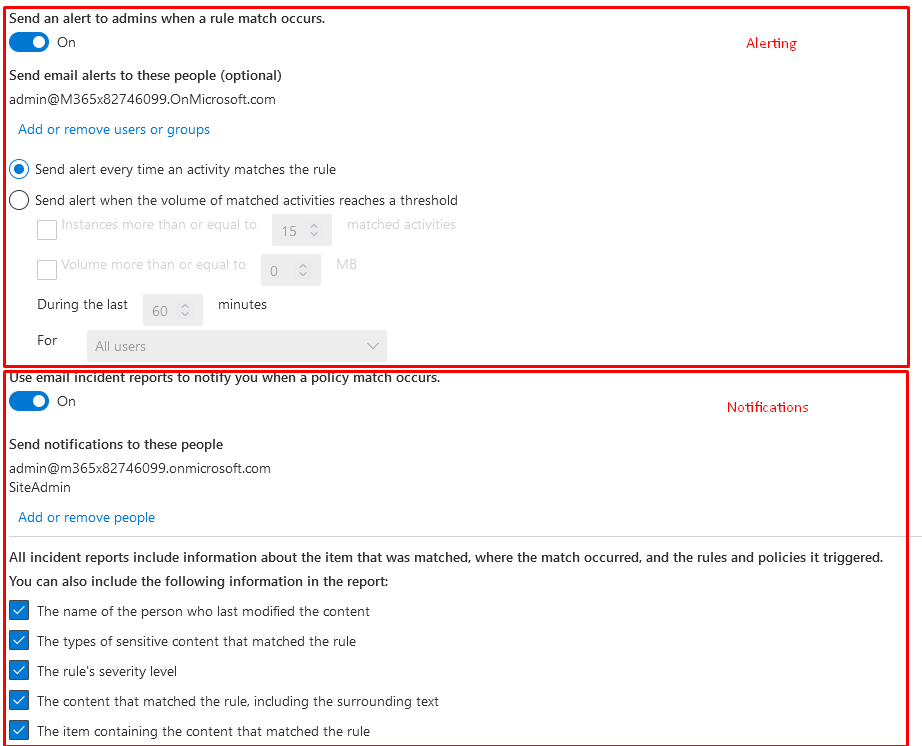 Send an alert to admins when a rule match occurs.
On
Alerting
Send email alerts to these people (optional)
admin@M365x82746099.OnMicrosoft.com
Add or remove users or groups
Send alert every time an activity matches the rule
Send alert when the volume of matched activities reaches a threshold
Instances more than or equal to 15 matched activities
Volume more than or equal to 0 MB
During the last 60 minutes
For All users
Use email incident reports to notify you when a policy match occurs.
On
Notifications
Send notifications to these people
admin@m365x82746099.onmicrosoft.com
SiteAdmin
Add or remove people
All incident reports include information about the item that was matched, where the match occurred, and the rules and policies it triggered.
You can also include the following information in the report:
The name of the person who last modified the content
The types of sensitive content that matched the rule
The rule's severity level
The content that matched the rule, including the surrounding text
The item containing the content that matched the rule